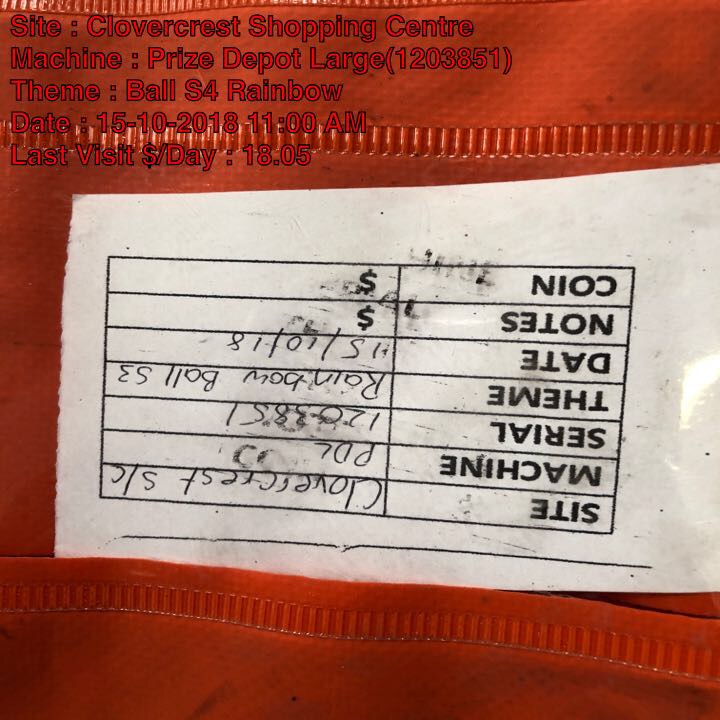 Site : Clovercrest Shopping Centre
Machine : Prize Depot Large(1203851)
Theme : Ball S4 Rainbow
Date : 15-10-2018 11:00 AM
Last Visit $/Day : 18.05
SITE Clovercrest S/C
MACHINE PDL
SERIAL 1203851
THEME Rainbow Ball S3
DATE 15/10/18
NOTES $
COIN $